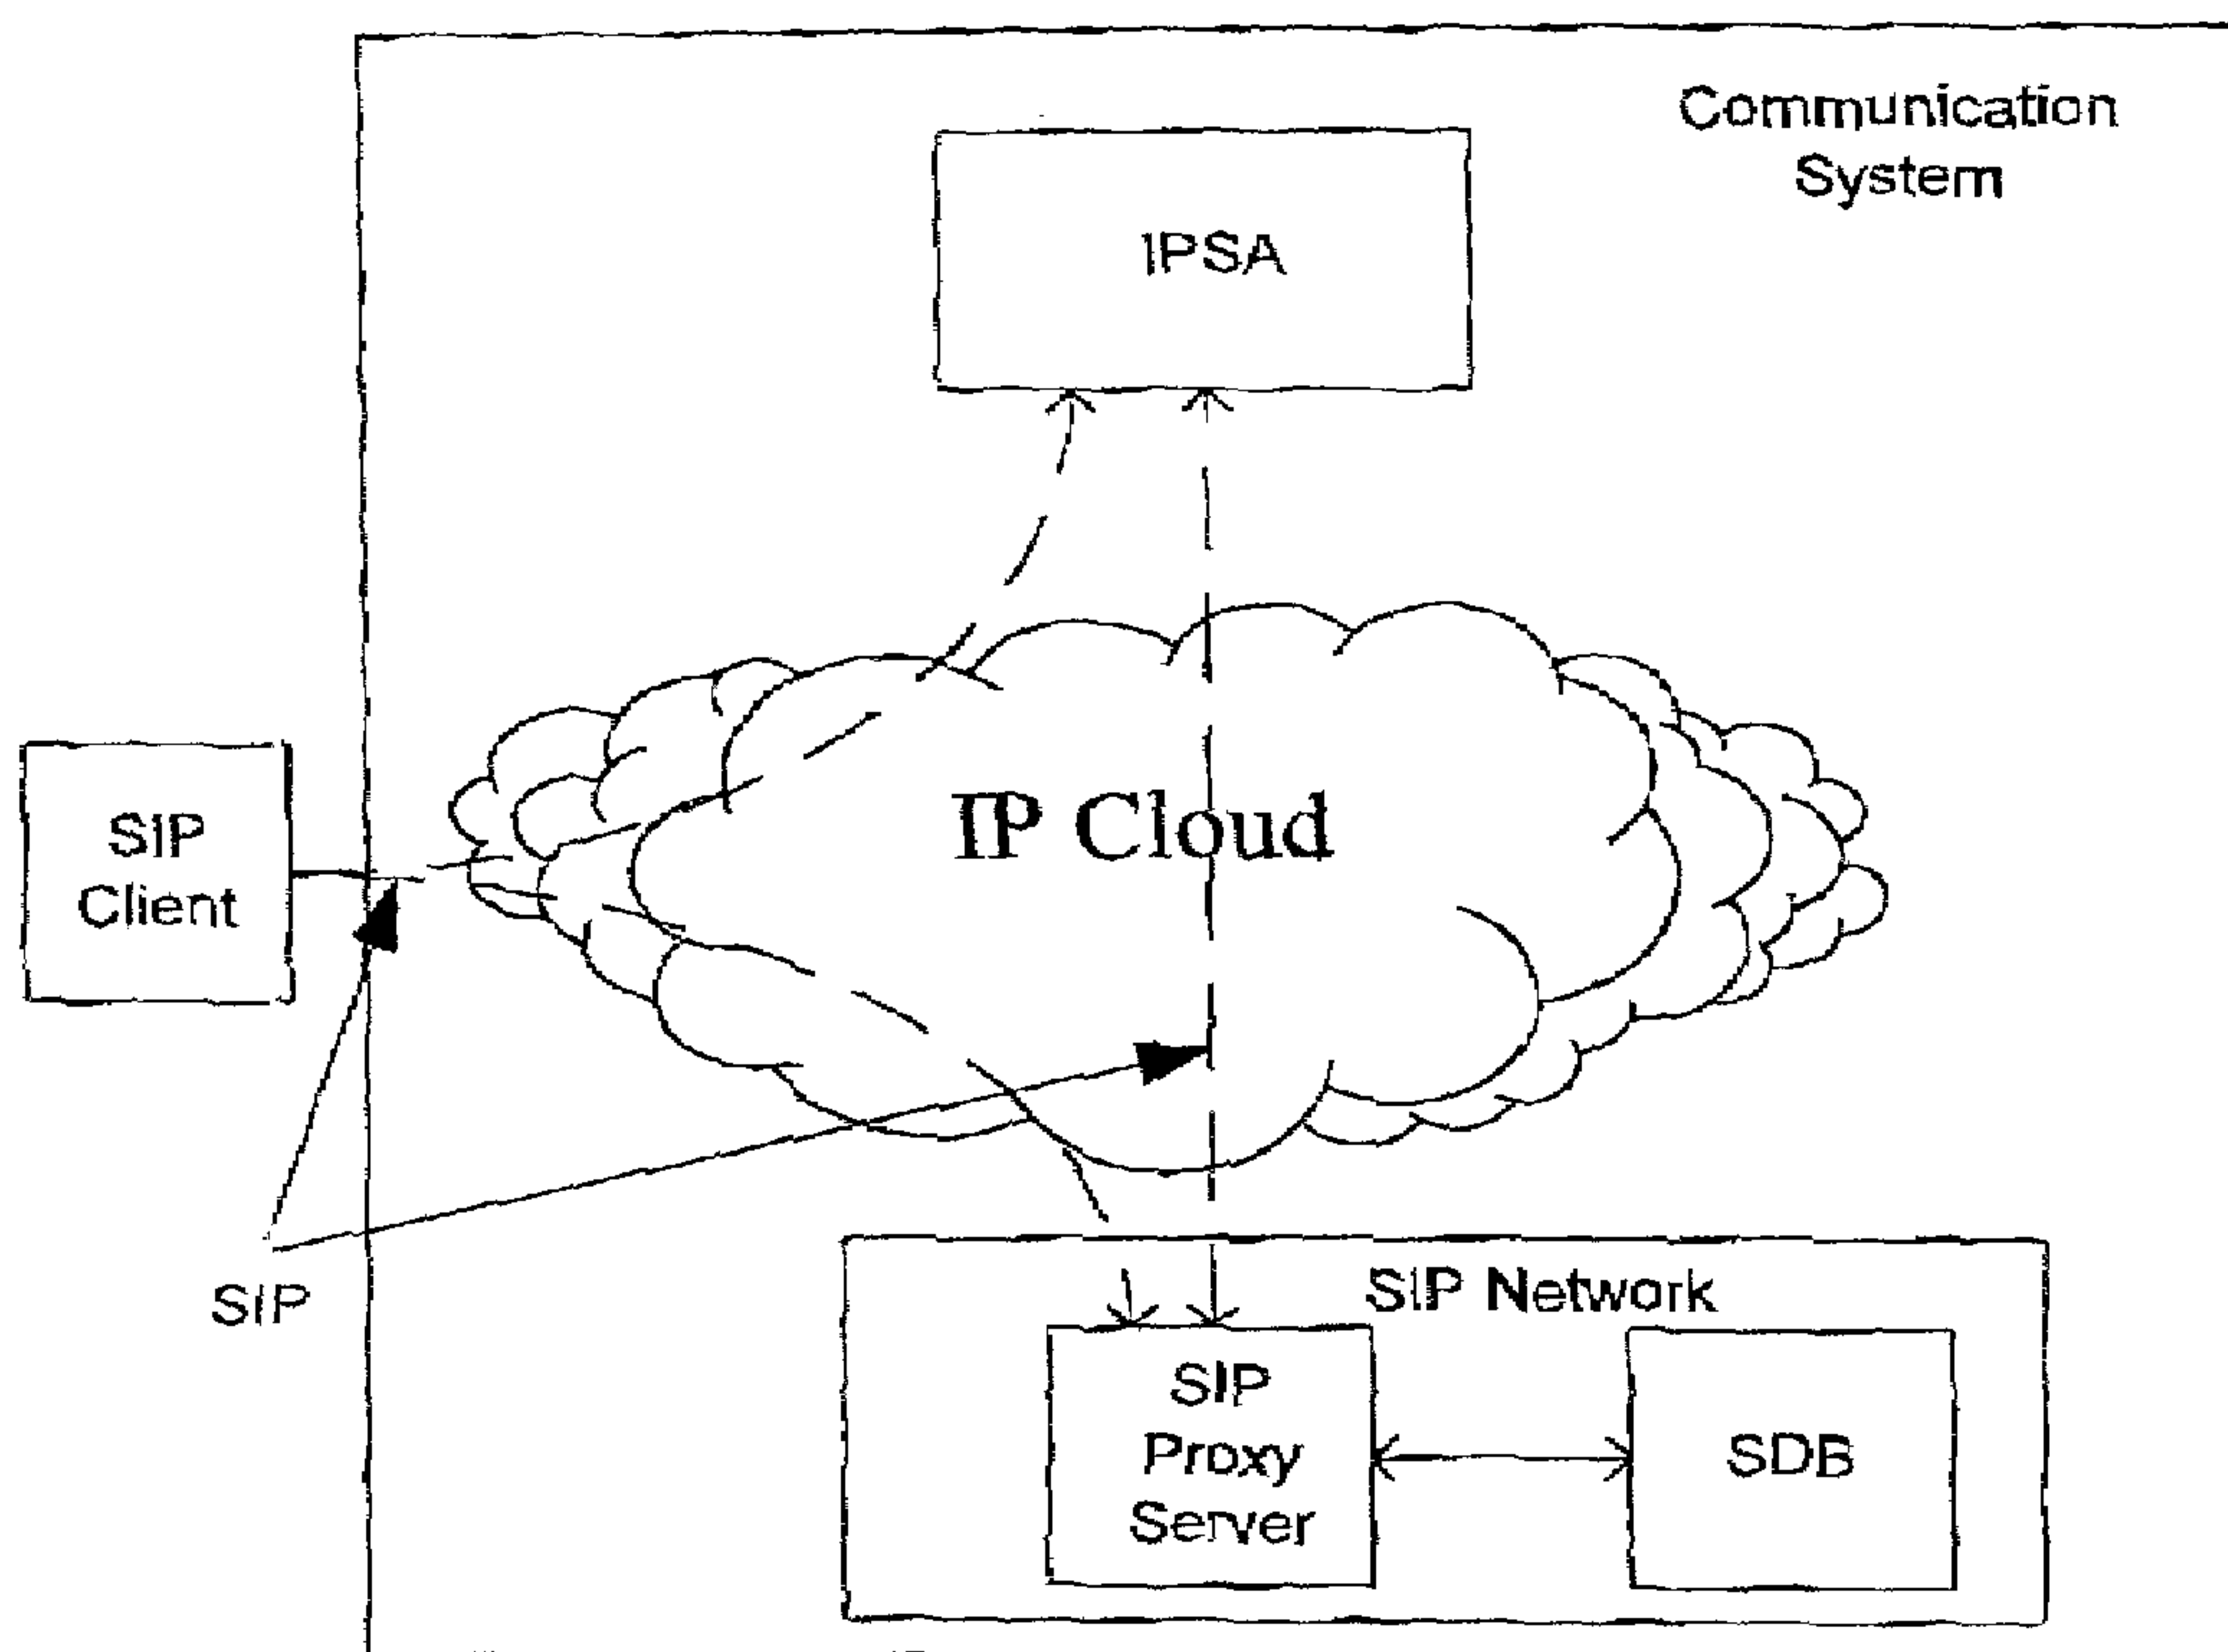 Communication
System
IPSA
IP Cloud
SIP
Client
SIP
SIP Network
SIP
Proxy
Server
SDB